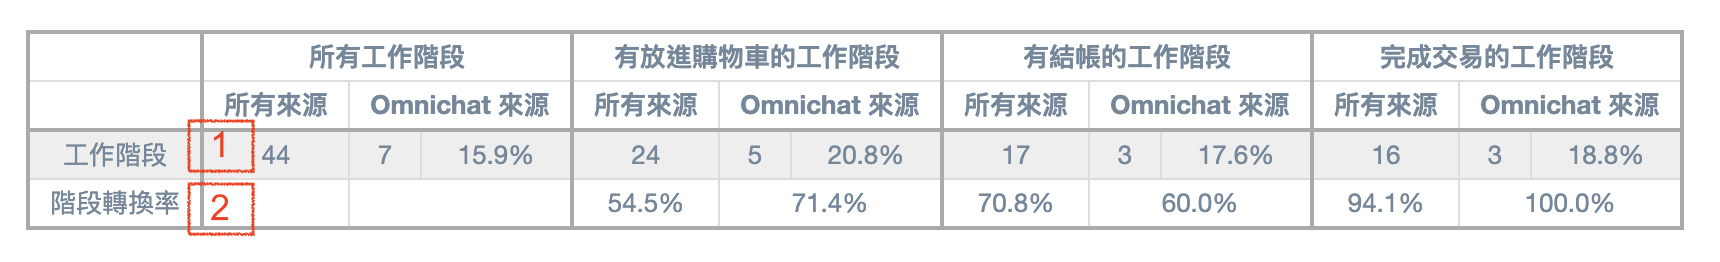 所有工作階段 有放進購物車的工作階段 有結帳的工作階段 完成交易的工作階段
所有來源 Omnichat 來源 所有來源 Omnichat 來源 所有來源 Omnichat 來源 所有來源 Omnichat 來源
工作階段 1 44 7 15.9% 24 5 20.8% 17 3 17.6% 16 3 18.8%
階段轉換率 2 54.5% 71.4% 70.8% 60.0% 94.1% 100.0%